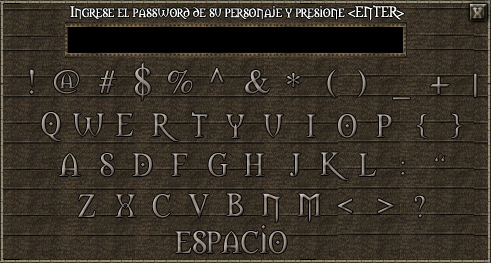 INGRESE EL PASSWORD DE SU PERSONAJE Y PRESIONE <ENTER>
X
! @ # $ % ^ & * ( ) _ + |
Q W E R T Y U I O P { }
A S D F G H J K L : "
Z X C V B N M < > ?
ESPACIO